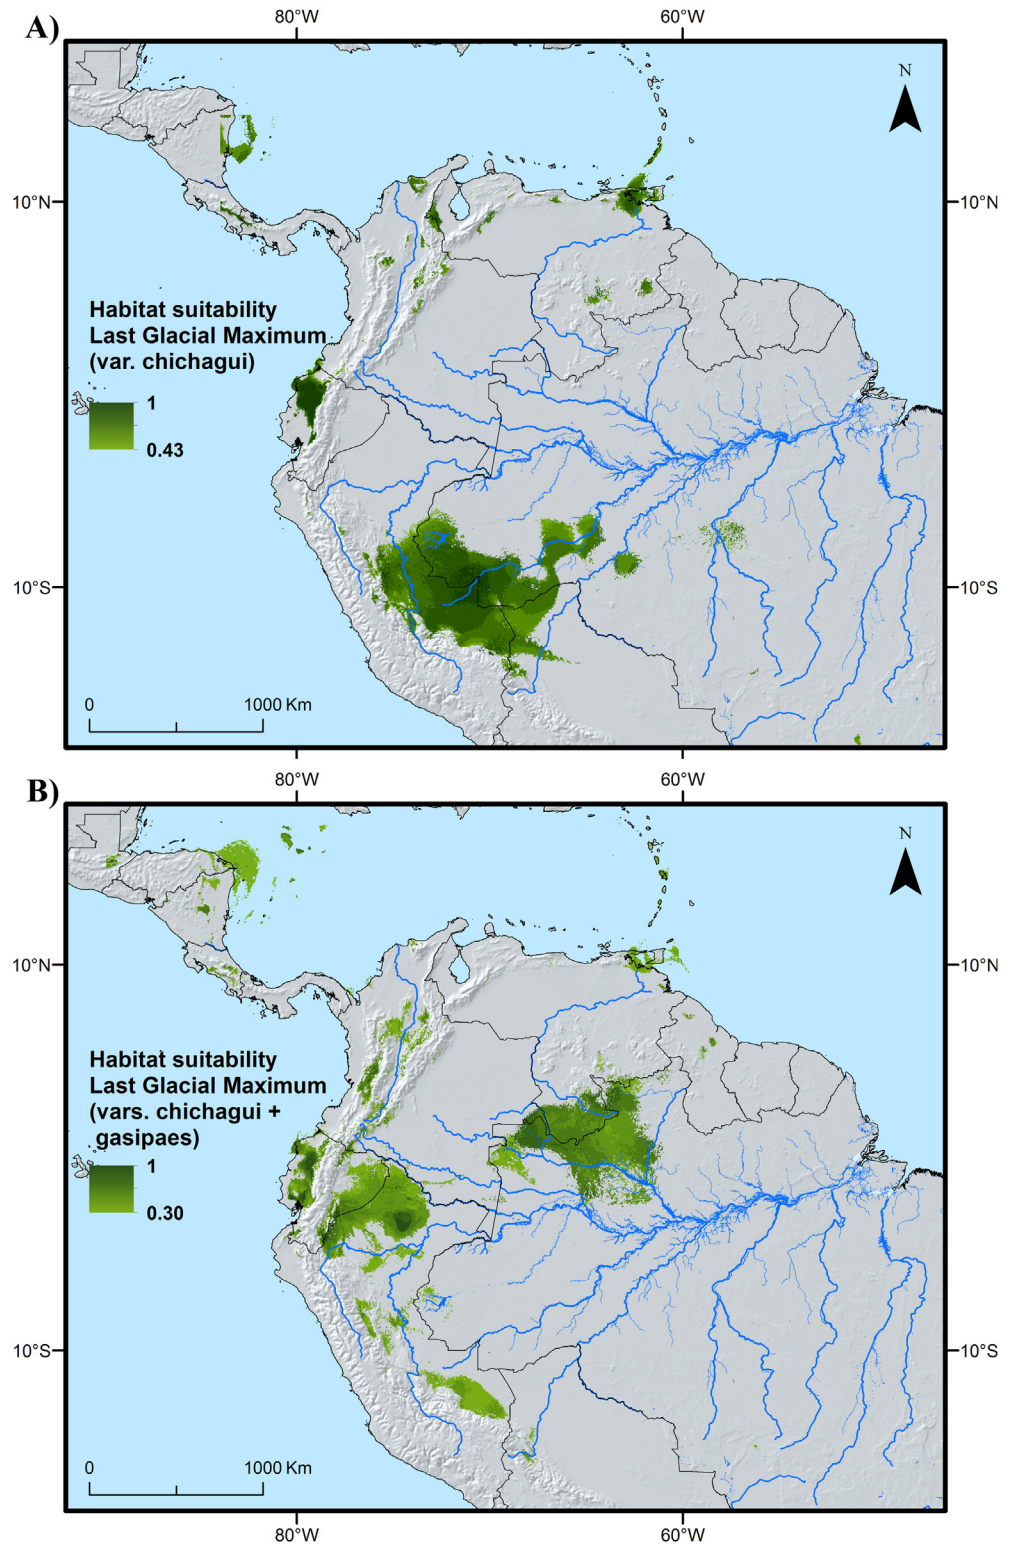 A)
80°W
60°W
N
10°N
10°N
Habitat suitability
Last Glacial Maximum
(var. chichagui)
1
0.43
10°S
10°S
0
1000 Km
80°W
60°W
B)
N
10°N
10°N
Habitat suitability
Last Glacial Maximum
(vars. chichagui +
gasipaes)
1
0.30
10°S
10°S
0
1000 Km
80°W
60°W